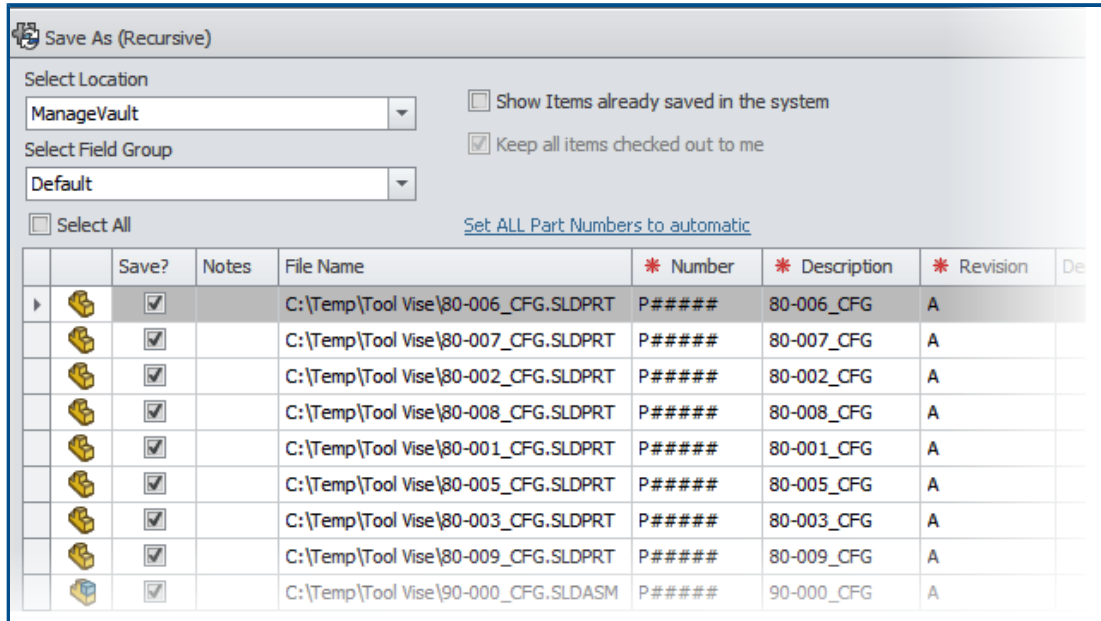 Save As (Recursive)
Select Location
ManageVault
Show Items already saved in the system
Select Field Group
Keep all items checked out to me
Default
Select All
Set ALL Part Numbers to automatic
Save? Notes File Name * Number * Description * Revision De
C:\Temp\Tool Vise\80-006_CFG.SLDPRT P##### 80-006_CFG A
C:\Temp\Tool Vise\80-007_CFG.SLDPRT P##### 80-007_CFG A
C:\Temp\Tool Vise\80-002_CFG.SLDPRT P##### 80-002_CFG A
C:\Temp\Tool Vise\80-008_CFG.SLDPRT P##### 80-008_CFG A
C:\Temp\Tool Vise\80-001_CFG.SLDPRT P##### 80-001_CFG A
C:\Temp\Tool Vise\80-005_CFG.SLDPRT P##### 80-005_CFG A
C:\Temp\Tool Vise\80-003_CFG.SLDPRT P##### 80-003_CFG A
C:\Temp\Tool Vise\80-009_CFG.SLDPRT P##### 80-009_CFG A
C:\Temp\Tool Vise\90-000_CFG.SLDASM P##### 90-000_CFG A